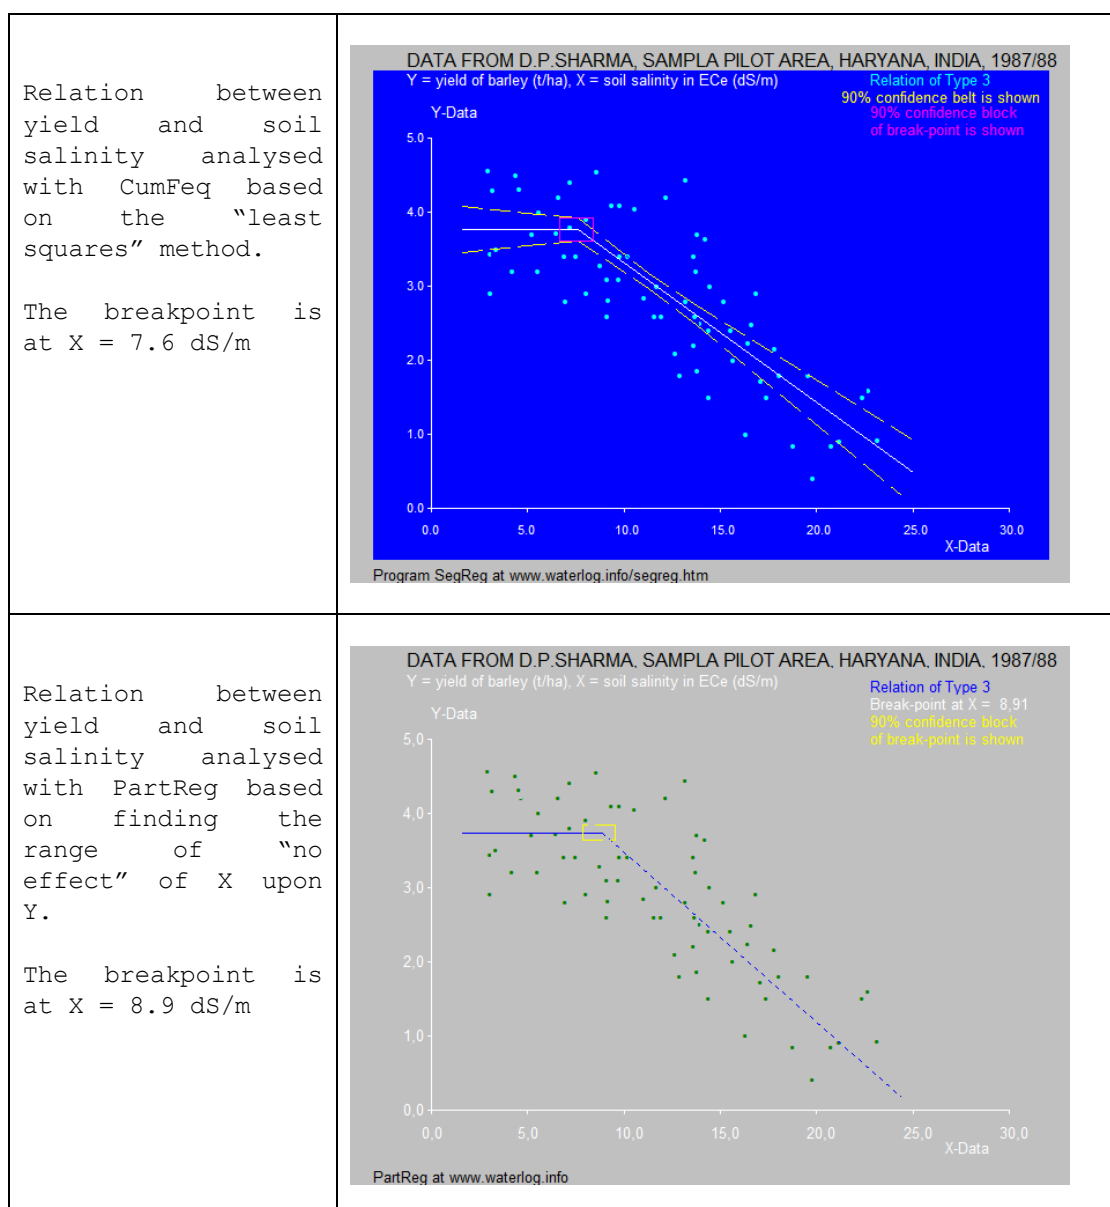 Relation between
yield and soil
salinity analysed
with CumFeq based
on the “least
squares” method.
The breakpoint is
at X = 7.6 dS/m
DATA FROM D.P.SHARMA, SAMPLA PILOT AREA, HARYANA, INDIA, 1987/88
Y = yield of barley (t/ha), X = soil salinity in ECe (dS/m)
Relation of Type 3
90% confidence belt is shown
90% confidence block
of break-point is shown
Y-Data
5.0
4.0
3.0
2.0
1.0
0.0
0.0 5.0 10.0 15.0 20.0 25.0 30.0
X-Data
Program SegReg at www.waterlog.info/segreg.htm
Relation between
yield and soil
salinity analysed
with PartReg based
on finding the
range of “no
effect” of X upon
Y.
The breakpoint is
at X = 8.9 dS/m
DATA FROM D.P.SHARMA, SAMPLA PILOT AREA, HARYANA, INDIA, 1987/88
Y = yield of barley (t/ha), X = soil salinity in ECe (dS/m)
Relation of Type 3
Break-point at X = 8,91
90% confidence block
of break-point is shown
Y-Data
5,0
4,0
3,0
2,0
1,0
0,0
0,0 5,0 10,0 15,0 20,0 25,0 30,0
X-Data
PartReg at www.waterlog.info